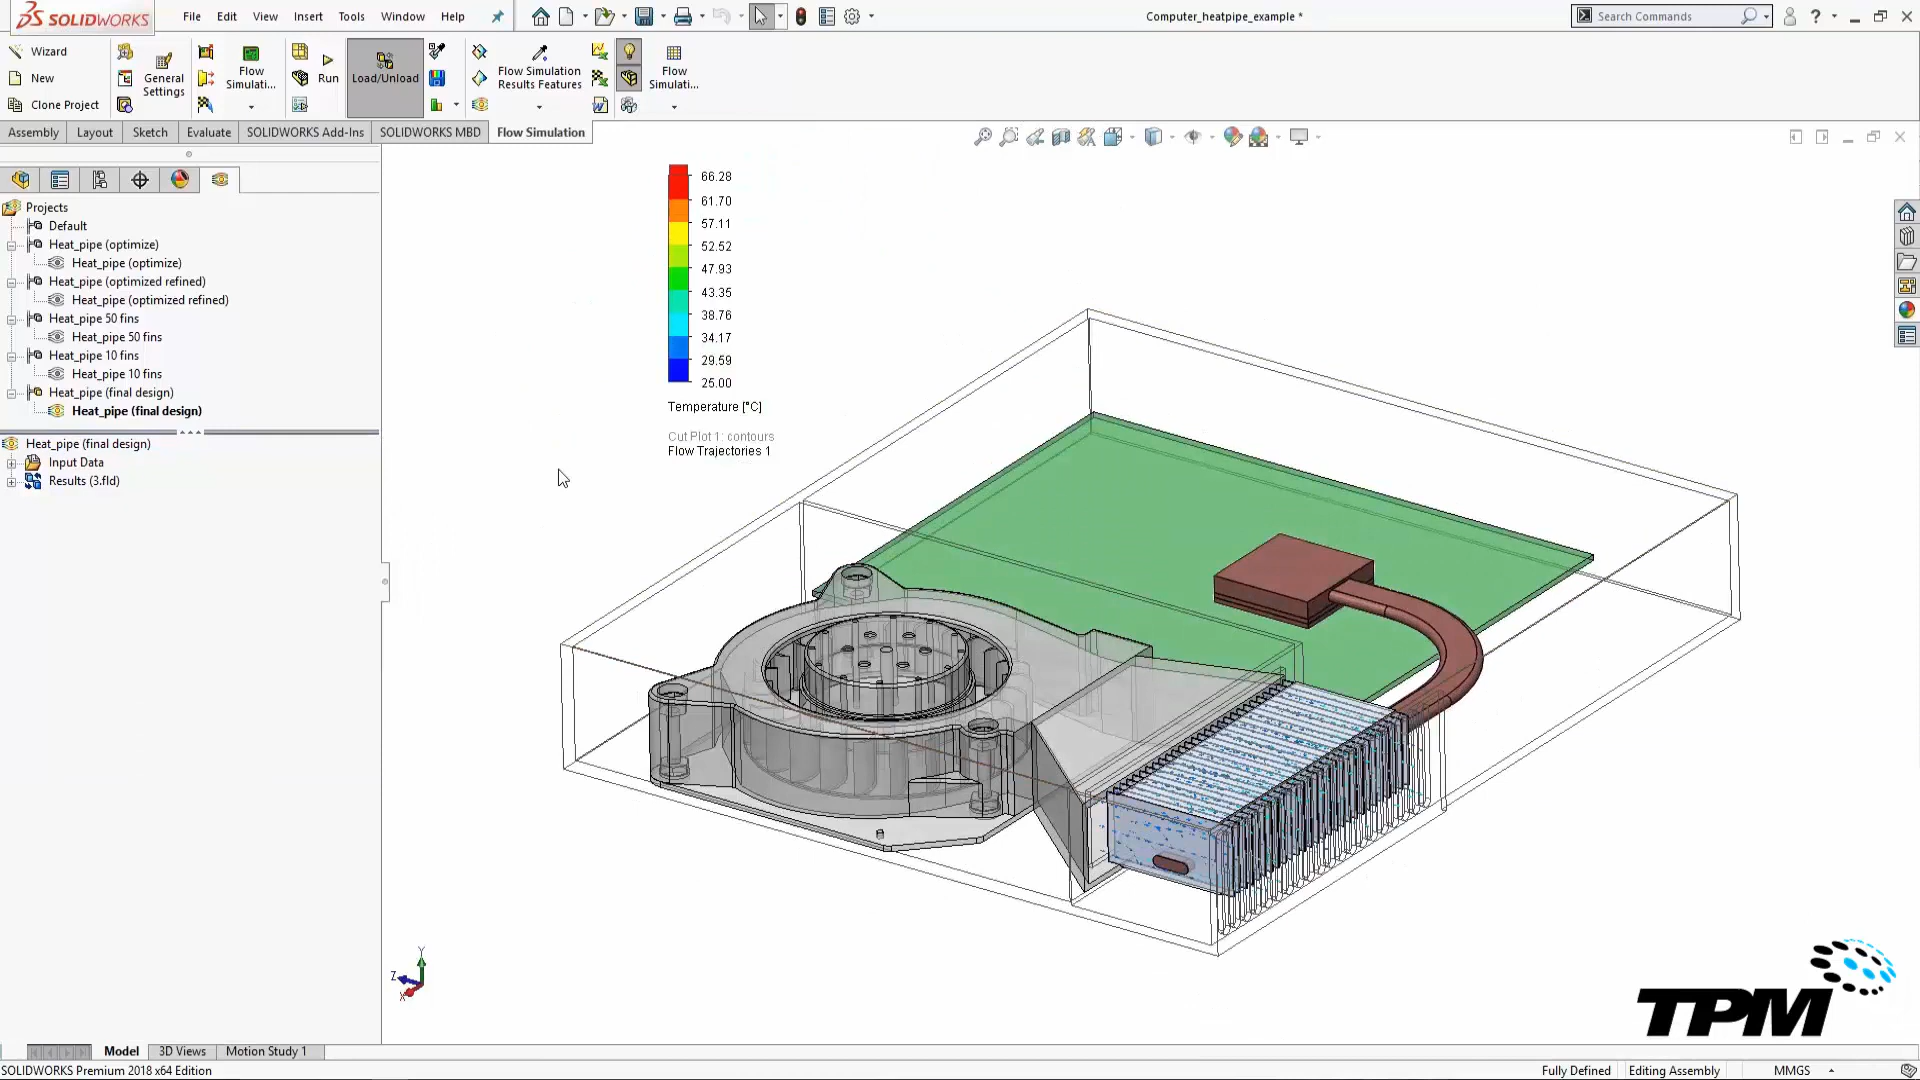 SOLIDWORKS
File Edit View Insert Tools Window Help
Computer_heatpipe_example *
Search Commands
Wizard
New
Clone Project
General
Settings
Flow
Simulati...
Run
Load/Unload
Flow Simulation
Results Features
Flow
Simulati...
Assembly Layout Sketch Evaluate SOLIDWORKS Add-Ins SOLIDWORKS MBD Flow Simulation
Projects
Default
Heat_pipe (optimize)
Heat_pipe (optimize)
Heat_pipe (optimized refined)
Heat_pipe (optimized refined)
Heat_pipe 50 fins
Heat_pipe 50 fins
Heat_pipe 10 fins
Heat_pipe 10 fins
Heat_pipe (final design)
Heat_pipe (final design)
Heat_pipe (final design)
Input Data
Results (3.fld)
66.28
61.70
57.11
52.52
47.93
43.35
38.76
34.17
29.59
25.00
Temperature [°C]
Cut Plot 1: contours
Flow Trajectories 1
Y
Z
X
TPM
Model 3D Views Motion Study 1
SOLIDWORKS Premium 2018 x64 Edition
Fully Defined Editing Assembly MMGS